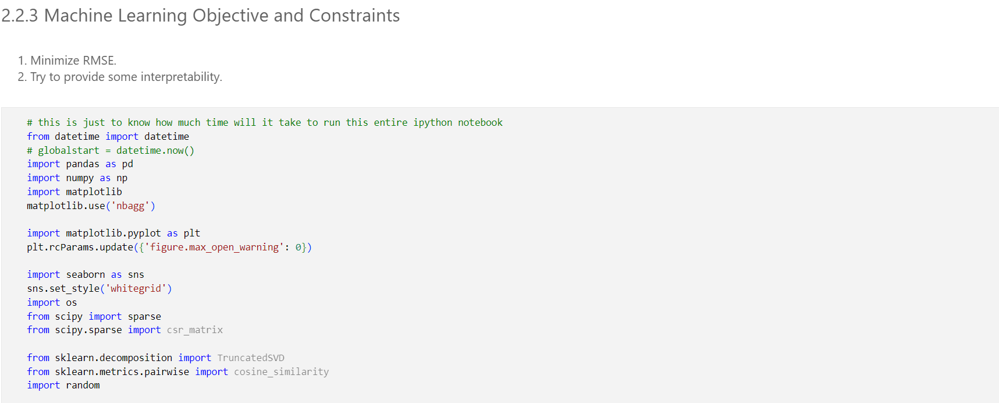 2.2.3 Machine Learning Objective and Constraints
1. Minimize RMSE.
2. Try to provide some interpretability.
# this is just to know how much time will it take to run this entire ipython notebook
from datetime import datetime
# globalstart = datetime.now()
import pandas as pd
import numpy as np
import matplotlib
matplotlib.use('nbagg')
import matplotlib.pyplot as plt
plt.rcParams.update({'figure.max_open_warning': 0})
import seaborn as sns
sns.set_style('whitegrid')
import os
from scipy import sparse
from scipy.sparse import csr_matrix
from sklearn.decomposition import TruncatedSVD
from sklearn.metrics.pairwise import cosine_similarity
import random